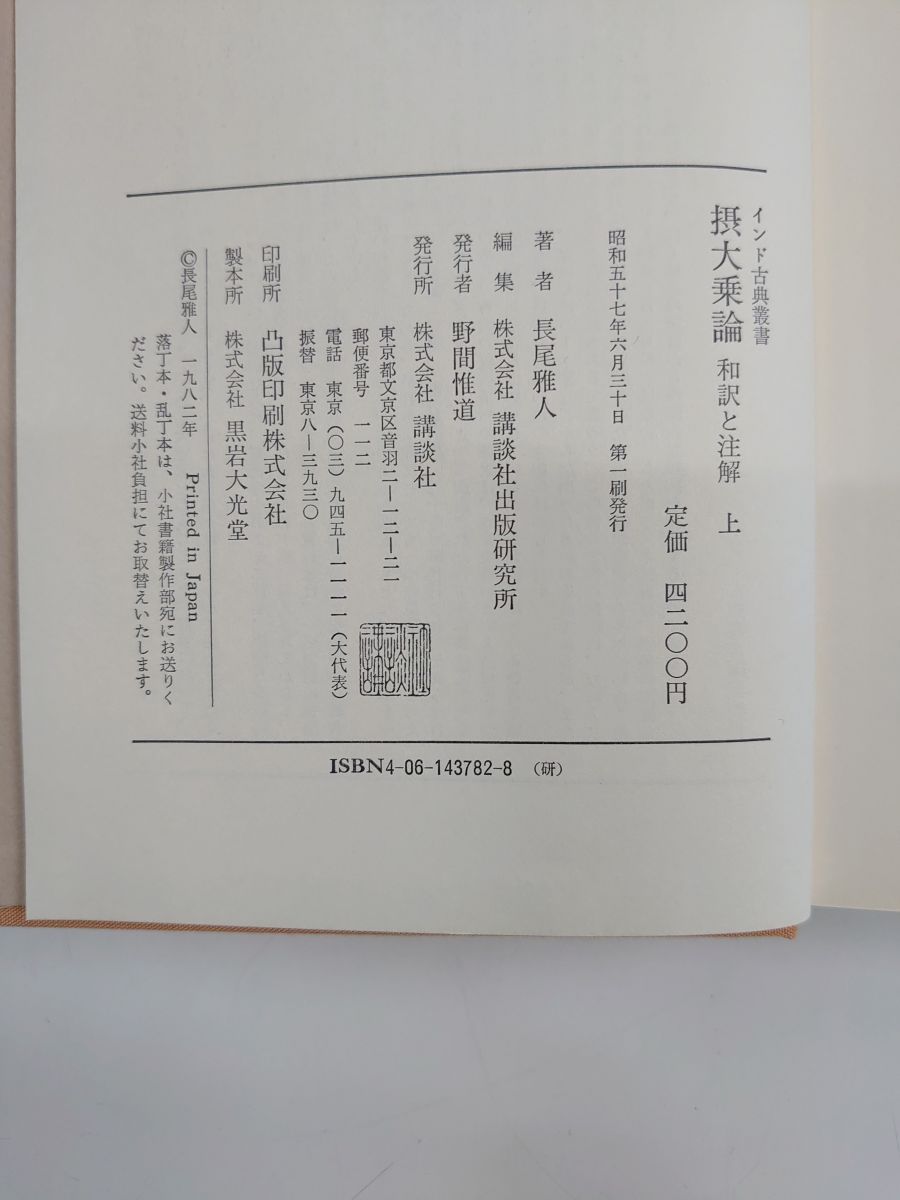 インド古典叢書
摂大乗論 和訳と注解 上
定価 四二〇〇円
昭和五十七年六月三十日 第一刷発行
著者 長尾雅人
編集 株式会社 講談社出版研究所
発行者 野間惟道
発行所 株式会社 講談社
東京都文京区音羽二―一二―二一
郵便番号 一一二
電話 東京(〇三)九四五―一一一一(大代表)
振替 東京八―三九三〇
印刷所 凸版印刷株式会社
製本所 株式会社 黒岩大光堂
©長尾雅人 一九八二年 Printed in Japan
落丁本・乱丁本は、小社書籍製作部宛にお送りく
ださい。送料小社負担にてお取替えいたします。
ISBN4-06-143782-8 (研)